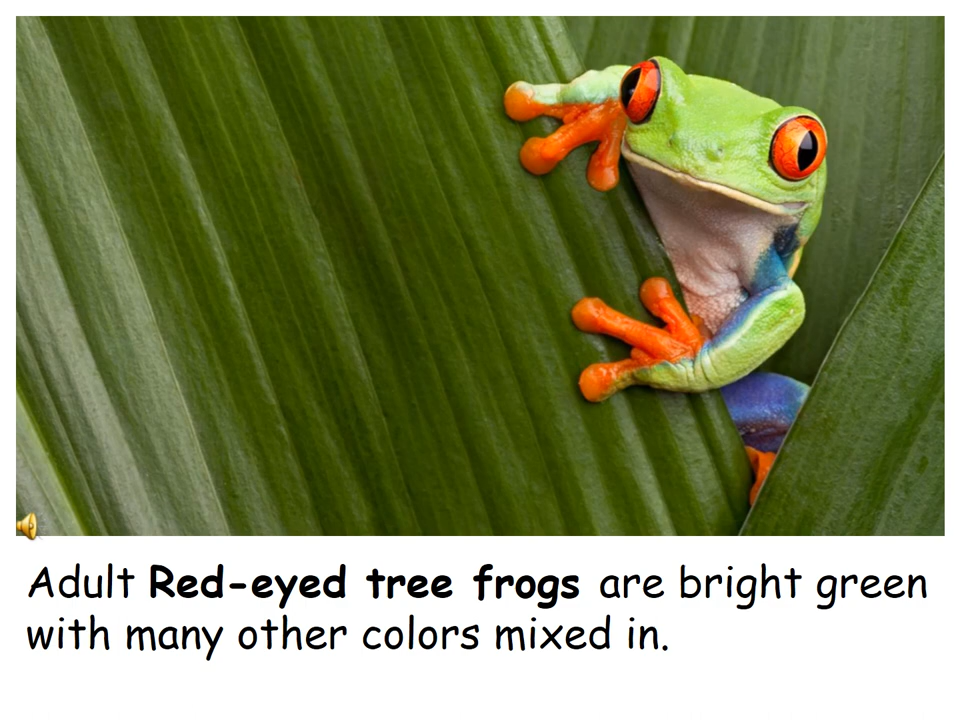 Adult Red-eyed tree frogs are bright green
with many other colors mixed in.